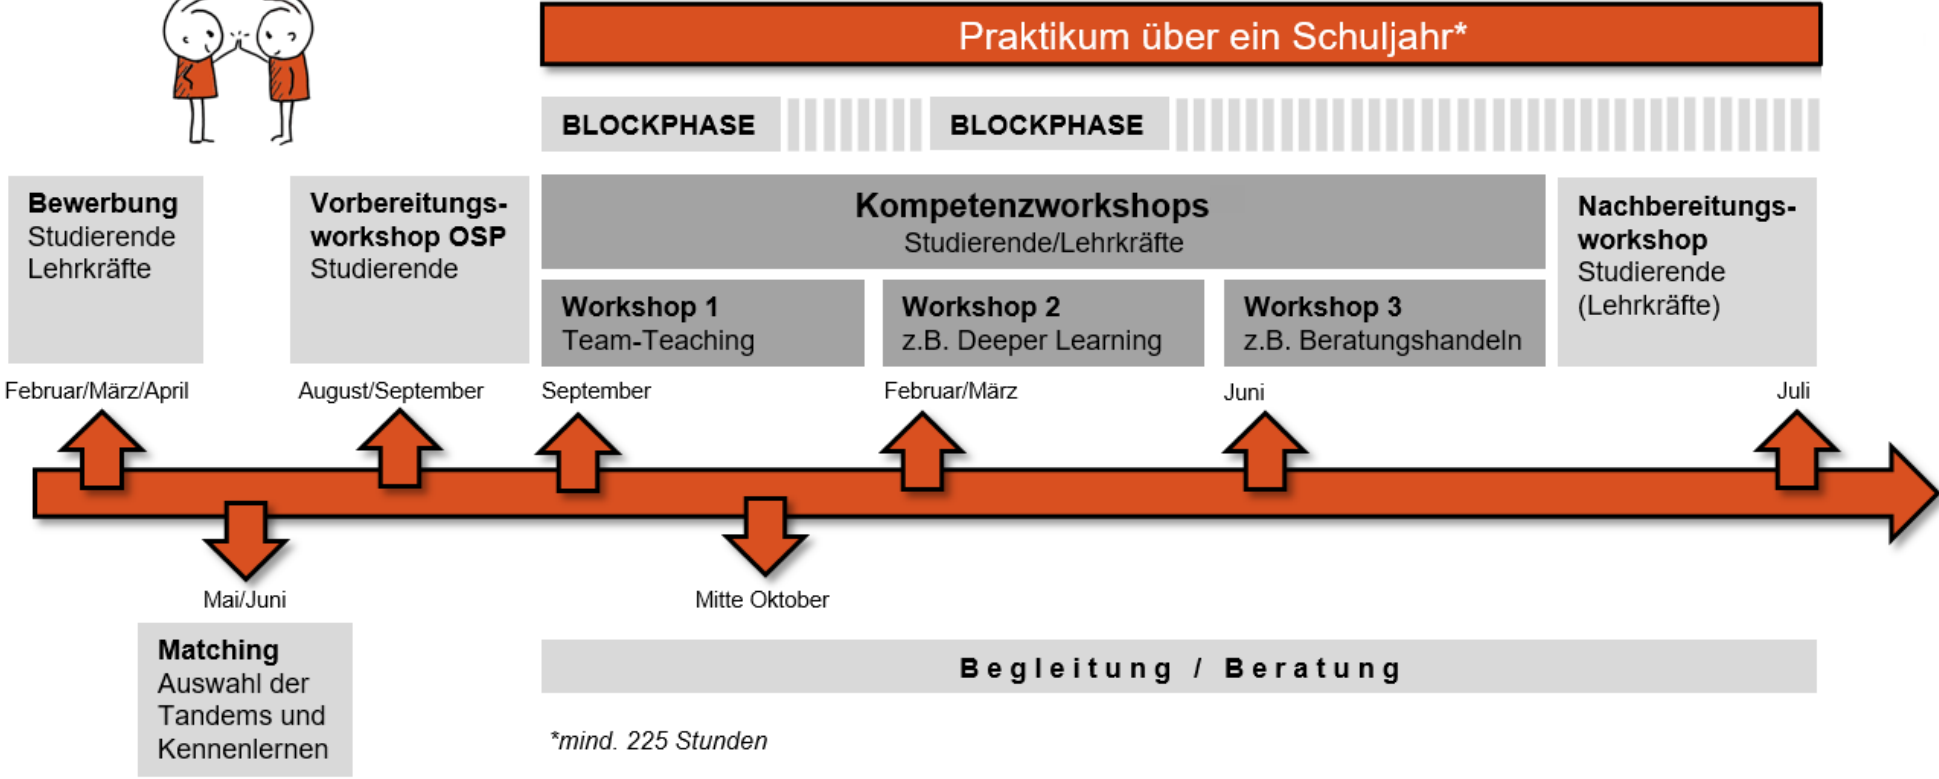 Praktikum über ein Schuljahr*
BLOCKPHASE
BLOCKPHASE
Bewerbung
Studierende
Lehrkräfte
Vorbereitungs-
workshop OSP
Studierende
Kompetenzworkshops
Studierende/Lehrkräfte
Workshop 1
Team-Teaching
Workshop 2
z.B. Deeper Learning
Workshop 3
z.B. Beratungshandeln
Nachbereitungs-
workshop
Studierende
(Lehrkräfte)
Februar/März/April
August/September
September
Februar/März
Juni
Juli
Mai/Juni
Mitte Oktober
Matching
Auswahl der
Tandems und
Kennenlernen
Begleitung / Beratung
*mind. 225 Stunden